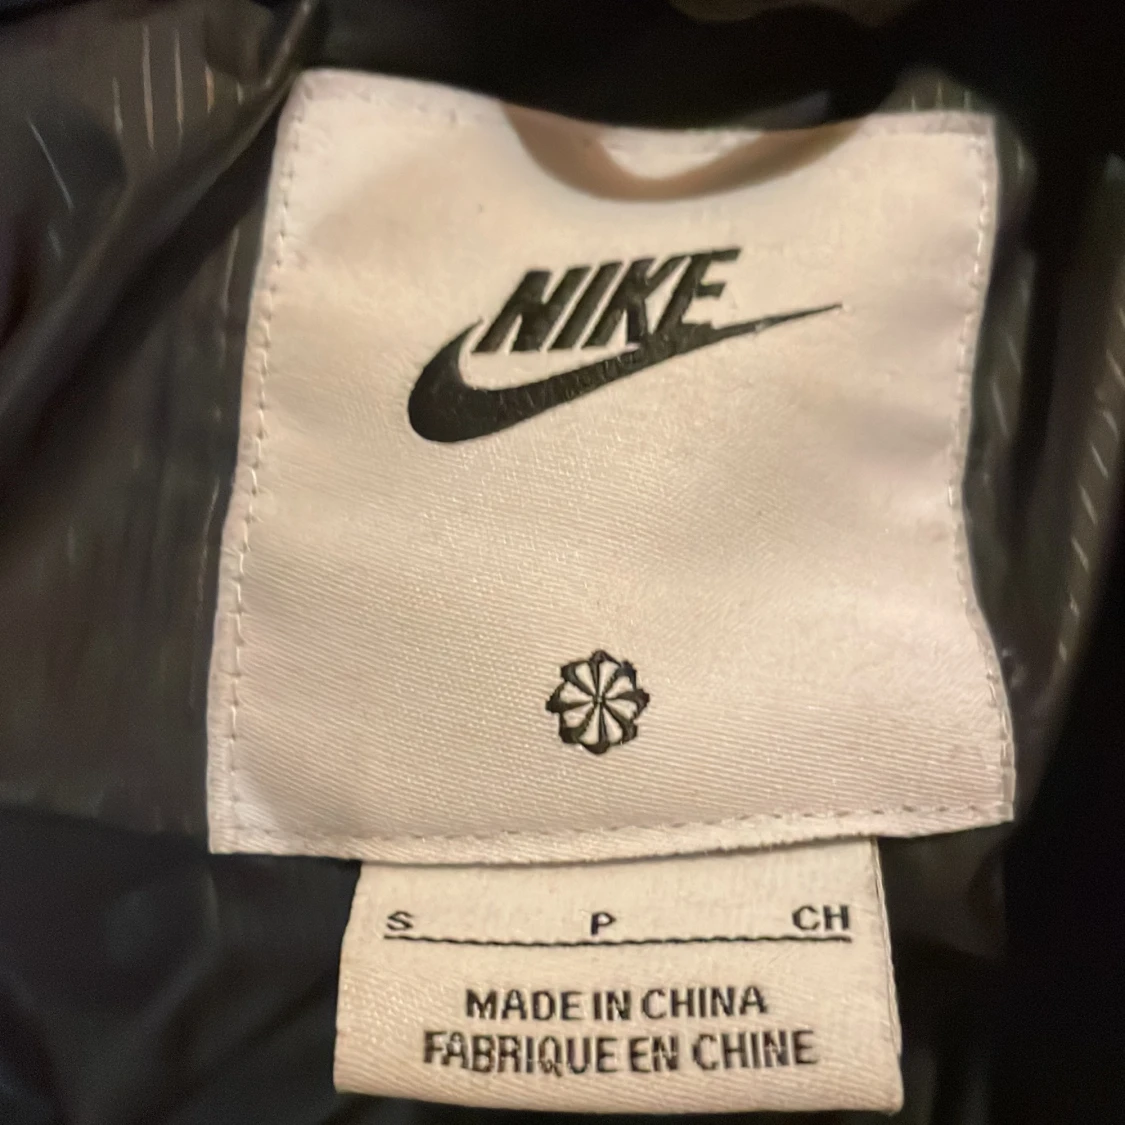 NIKE
S P CH
MADE IN CHINA
FABRIQUE EN CHINE